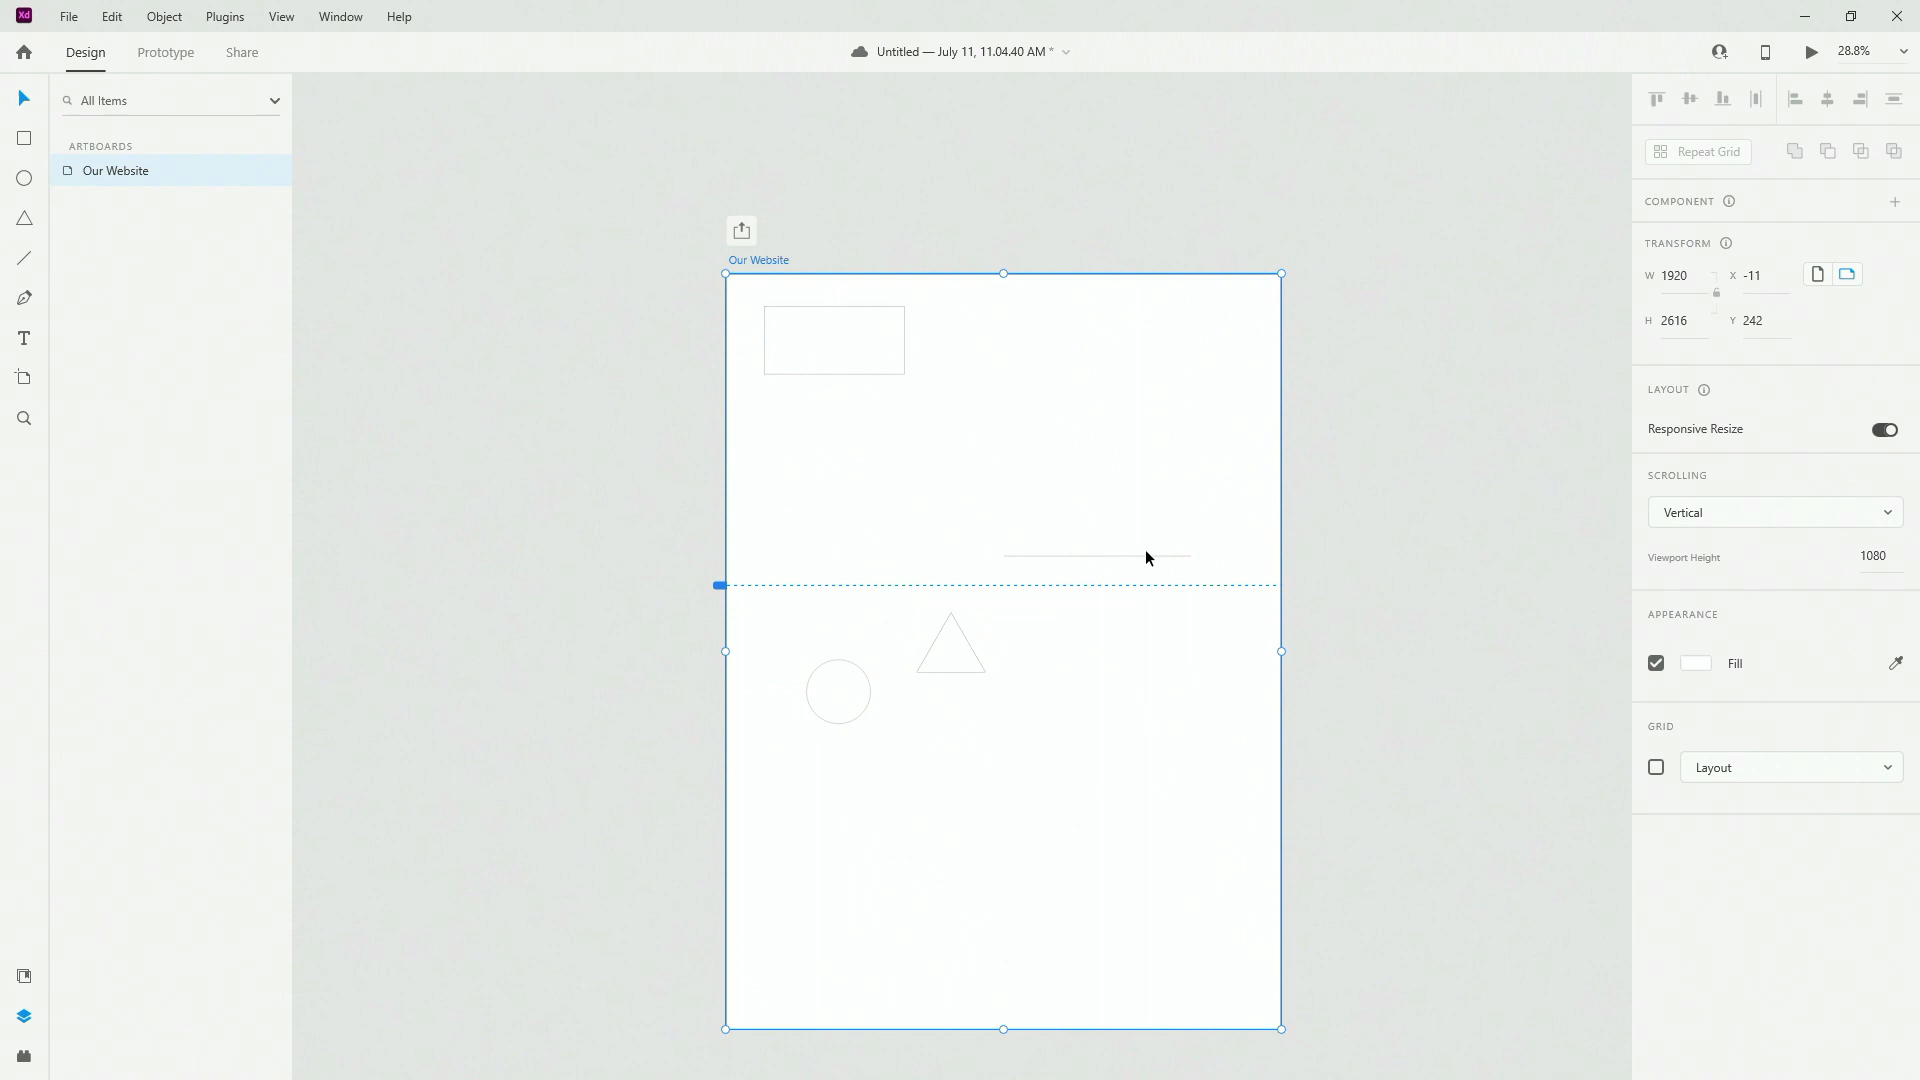 Xd File Edit Object Plugins View Window Help
Design Prototype Share Untitled — July 11, 11.04.40 AM * 28.8%
All Items
ARTBOARDS
Our Website
Our Website
Repeat Grid
COMPONENT
TRANSFORM
W 1920 X -11
H 2616 Y 242
LAYOUT
Responsive Resize
SCROLLING
Vertical
Viewport Height 1080
APPEARANCE
Fill
GRID
Layout